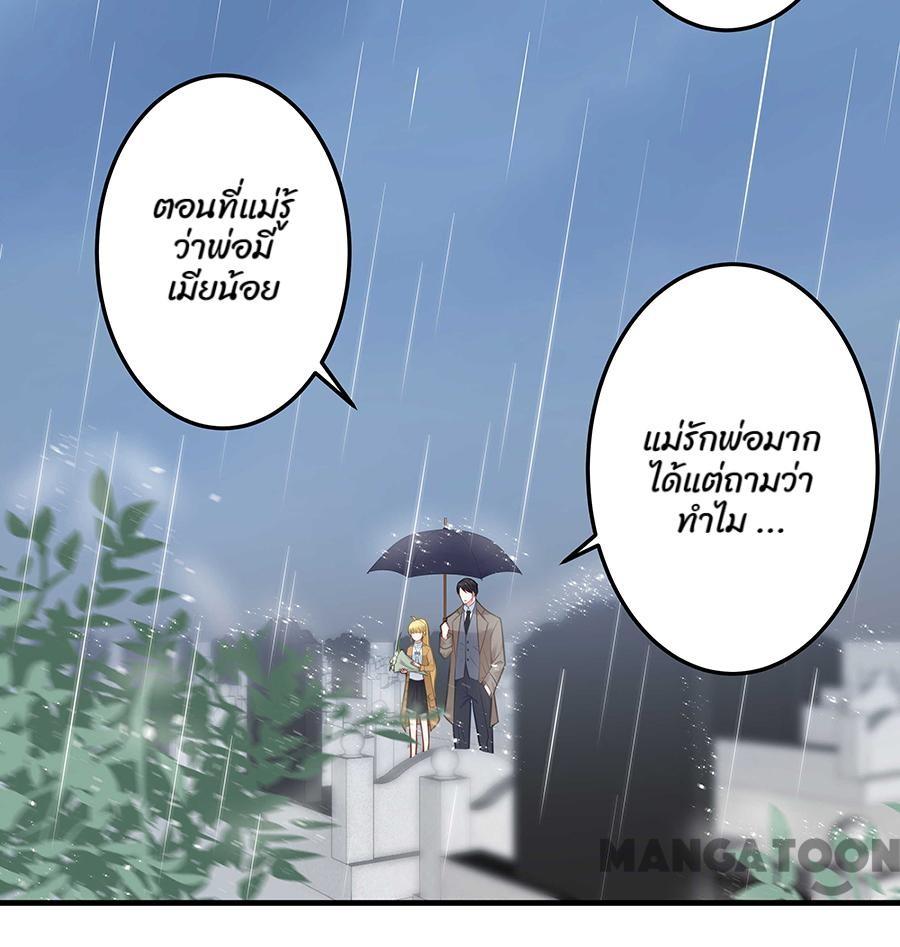 ตอนที่แม่รู้
ว่าพ่อมี
เมียน้อย
แม่รักพ่อมาก
ได้แต่ถามว่า
ทำไม ...
MANGATOON